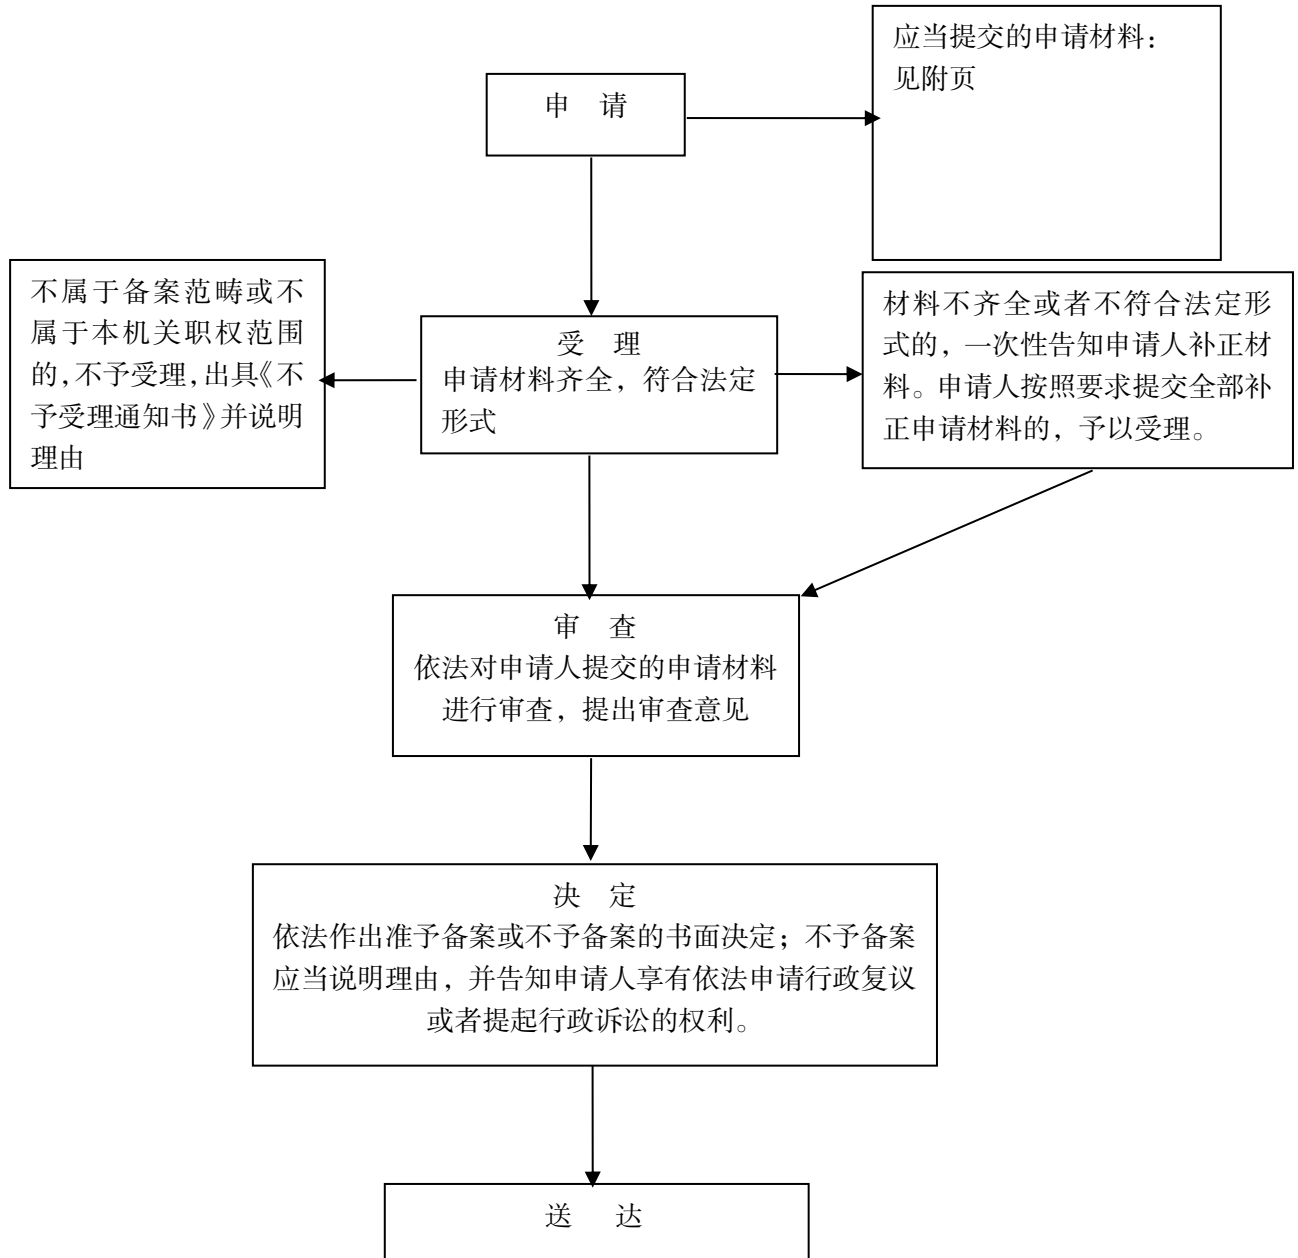 应当提交的申请材料：
见附页
申 请
不属于备案范畴或不
属于本机关职权范围
的，不予受理，出具《不
予受理通知书》并说明
理由
受 理
申请材料齐全，符合法定
形式
材料不齐全或者不符合法定形
式的，一次性告知申请人补正材
料。申请人按照要求提交全部补
正申请材料的，予以受理。
审 查
依法对申请人提交的申请材料
进行审查，提出审查意见
决 定
依法作出准予备案或不予备案的书面决定；不予备案
应当说明理由，并告知申请人享有依法申请行政复议
或者提起行政诉讼的权利。
送 达